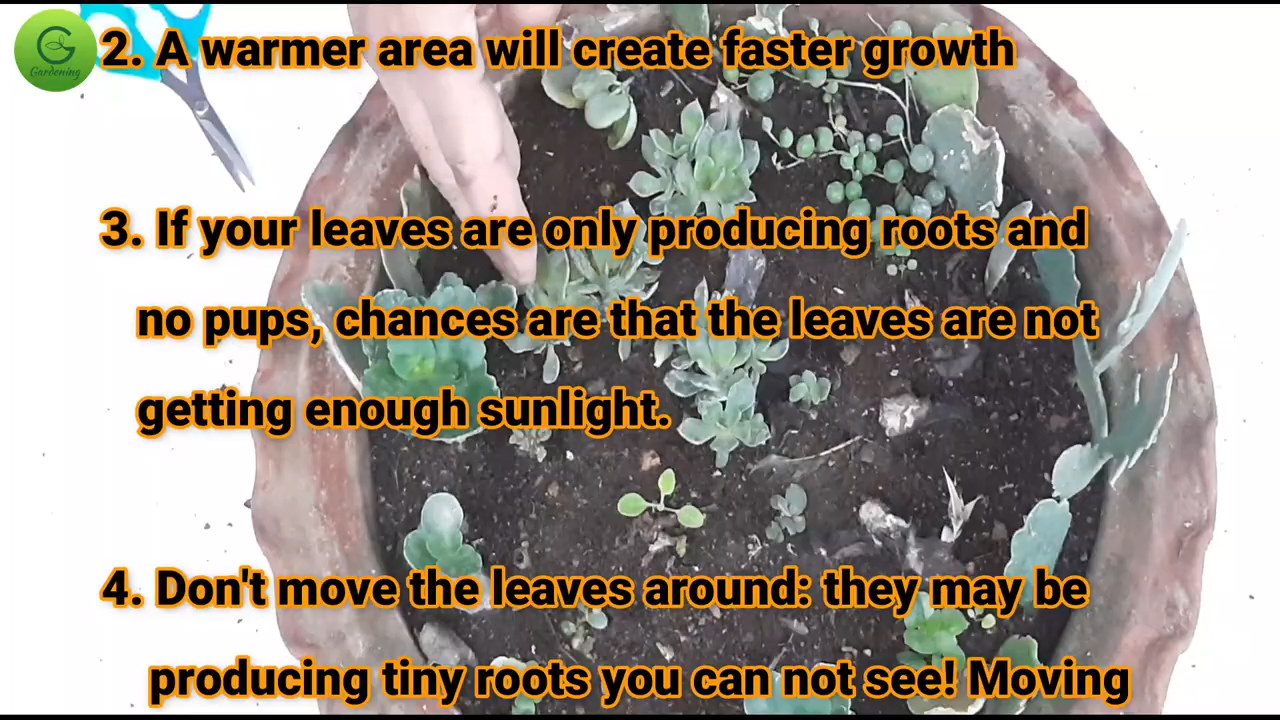 Gardening
2. A warmer area will create faster growth
3. If your leaves are only producing roots and
no pups, chances are that the leaves are not
getting enough sunlight.
4. Don't move the leaves around: they may be
producing tiny roots you can not see! Moving